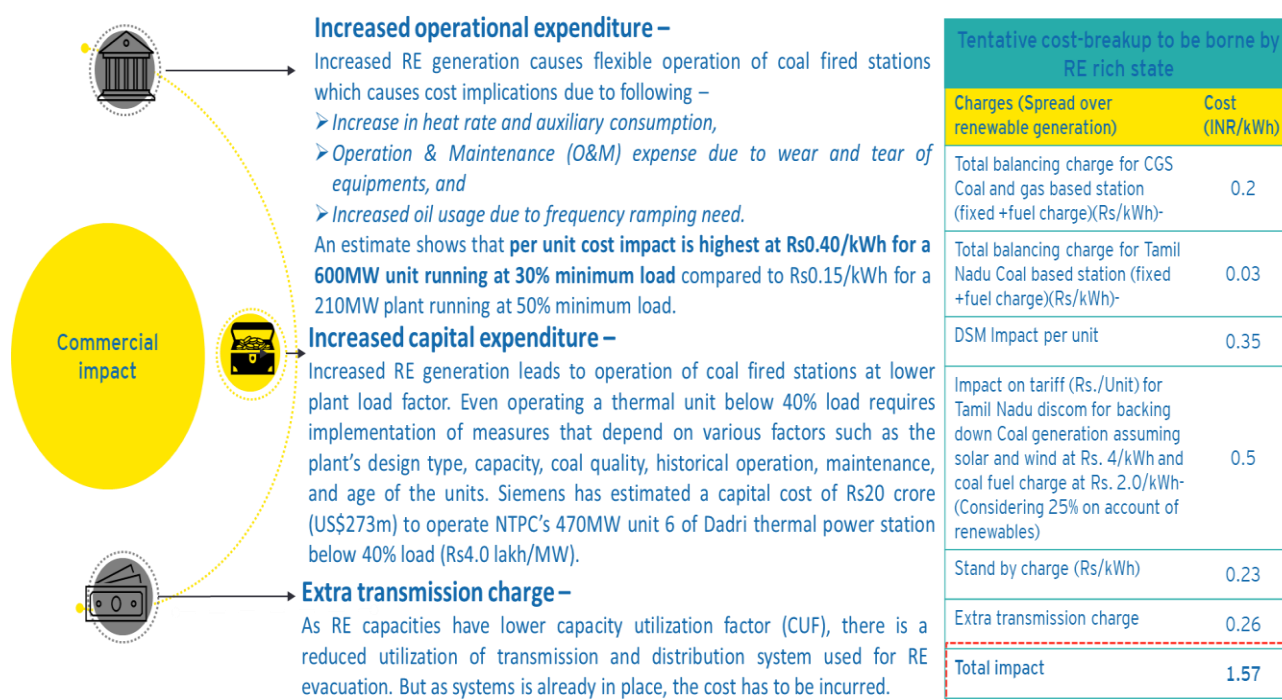 Commercial
impact
Increased operational expenditure –
Increased RE generation causes flexible operation of coal fired stations
which causes cost implications due to following –
➢ Increase in heat rate and auxiliary consumption,
➢ Operation & Maintenance (O&M) expense due to wear and tear of
equipments, and
➢ Increased oil usage due to frequency ramping need.
An estimate shows that per unit cost impact is highest at Rs0.40/kWh for a
600MW unit running at 30% minimum load compared to Rs0.15/kWh for a
210MW plant running at 50% minimum load.
Increased capital expenditure –
Increased RE generation leads to operation of coal fired stations at lower
plant load factor. Even operating a thermal unit below 40% load requires
implementation of measures that depend on various factors such as the
plant's design type, capacity, coal quality, historical operation, maintenance,
and age of the units. Siemens has estimated a capital cost of Rs20 crore
(US$273m) to operate NTPC's 470MW unit 6 of Dadri thermal power station
below 40% load (Rs4.0 lakh/MW).
Extra transmission charge –
As RE capacities have lower capacity utilization factor (CUF), there is a
reduced utilization of transmission and distribution system used for RE
evacuation. But as systems is already in place, the cost has to be incurred.
Tentative cost-breakup to be borne by
RE rich state
Charges (Spread over
renewable generation)
Cost
(INR/kWh)
Total balancing charge for CGS
Coal and gas based station
(fixed +fuel charge)(Rs/kWh)-
0.2
Total balancing charge for Tamil
Nadu Coal based station (fixed
+fuel charge)(Rs/kWh)-
0.03
DSM Impact per unit
0.35
Impact on tariff (Rs./Unit) for
Tamil Nadu discom for backing
down Coal generation assuming
solar and wind at Rs. 4/kWh and
coal fuel charge at Rs. 2.0/kWh-
(Considering 25% on account of
renewables)
0.5
Stand by charge (Rs/kWh)
0.23
Extra transmission charge
0.26
Total impact
1.57